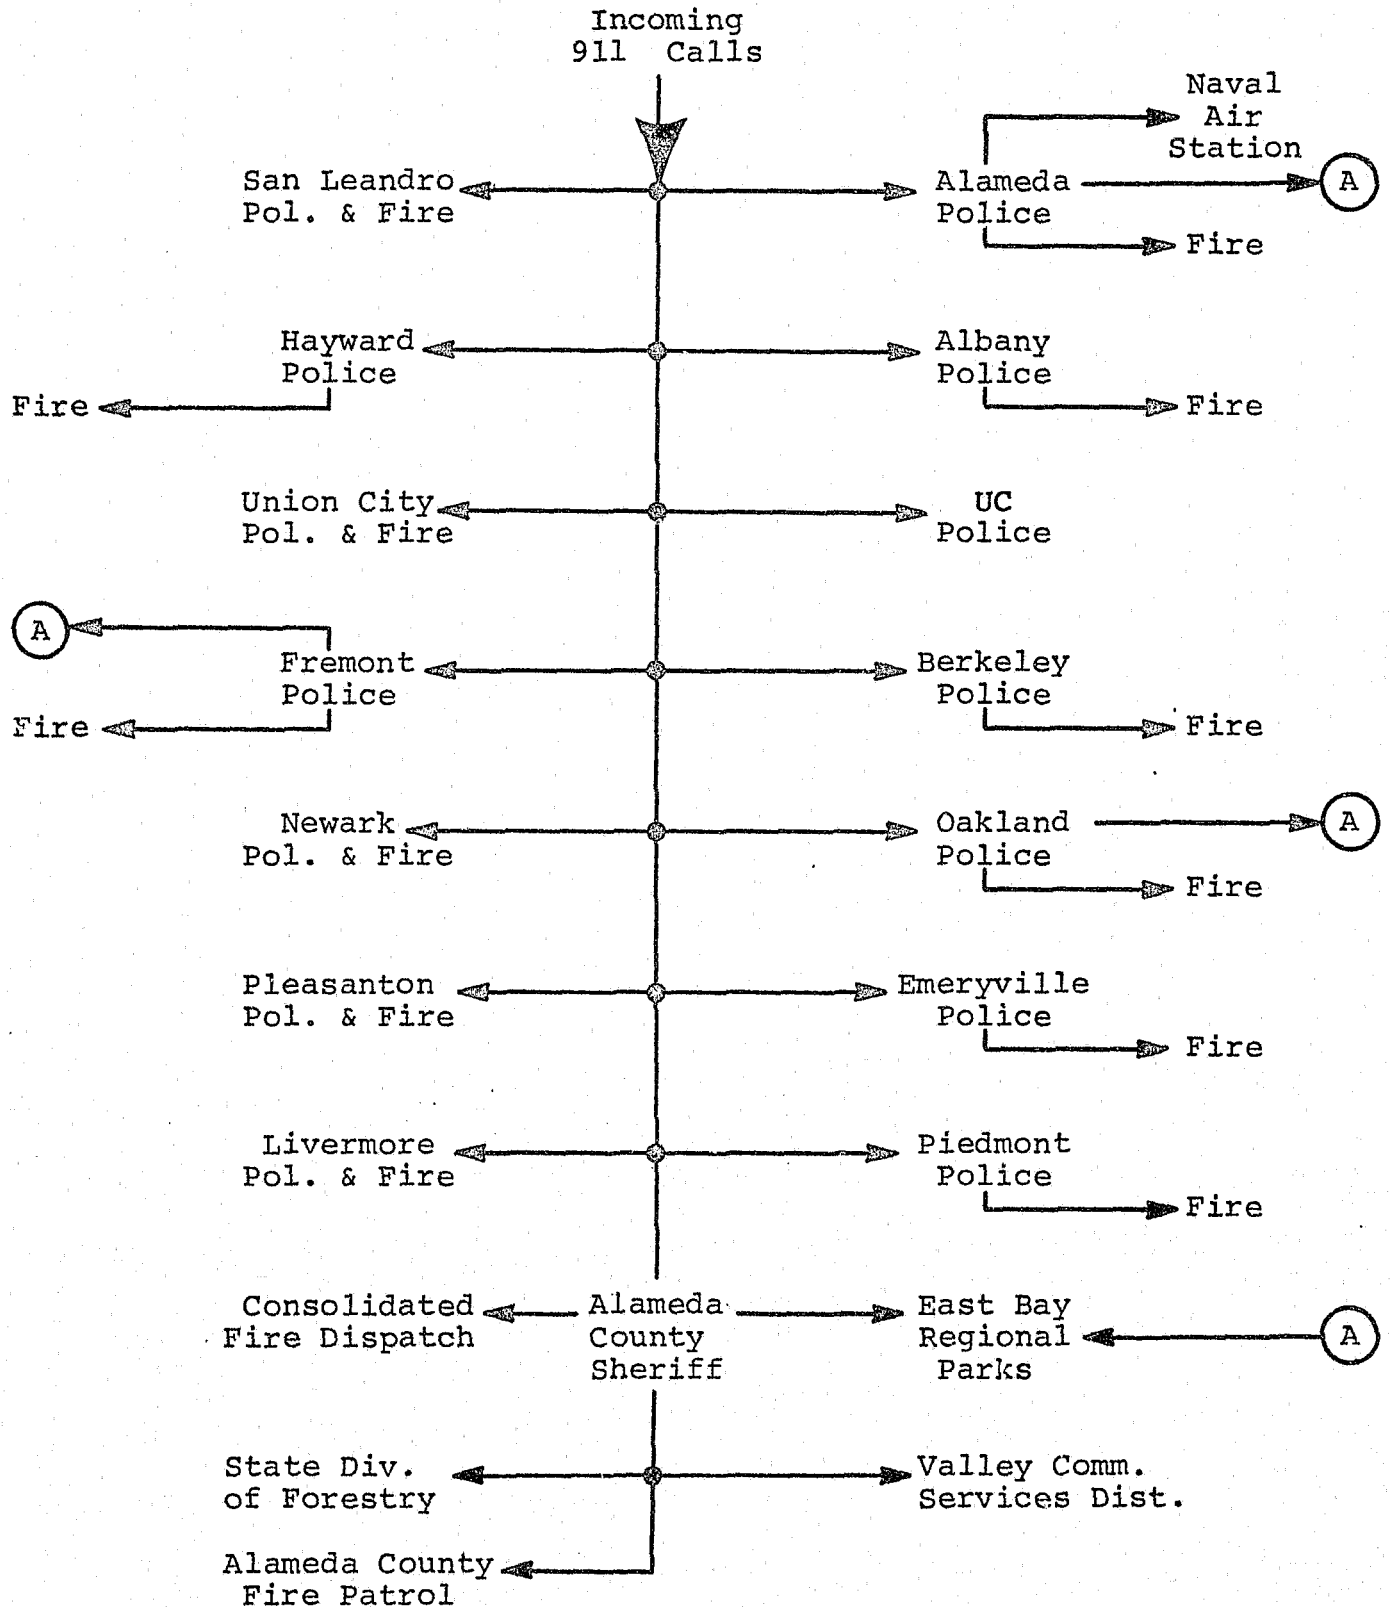 Incoming
911 Calls
Naval
Air
Station
San Leandro
Pol. & Fire
Alameda
Police
A
Fire
Hayward
Police
Fire
Albany
Police
Fire
Union City
Pol. & Fire
UC
Police
A
Fremont
Police
Fire
Berkeley
Police
Fire
Newark
Pol. & Fire
Oakland
Police
A
Fire
Pleasanton
Pol. & Fire
Emeryville
Police
Fire
Livermore
Pol. & Fire
Piedmont
Police
Fire
Consolidated
Fire Dispatch
Alameda
County
Sheriff
East Bay
Regional
Parks
A
State Div.
of Forestry
Valley Comm.
Services Dist.
Alameda County
Fire Patrol